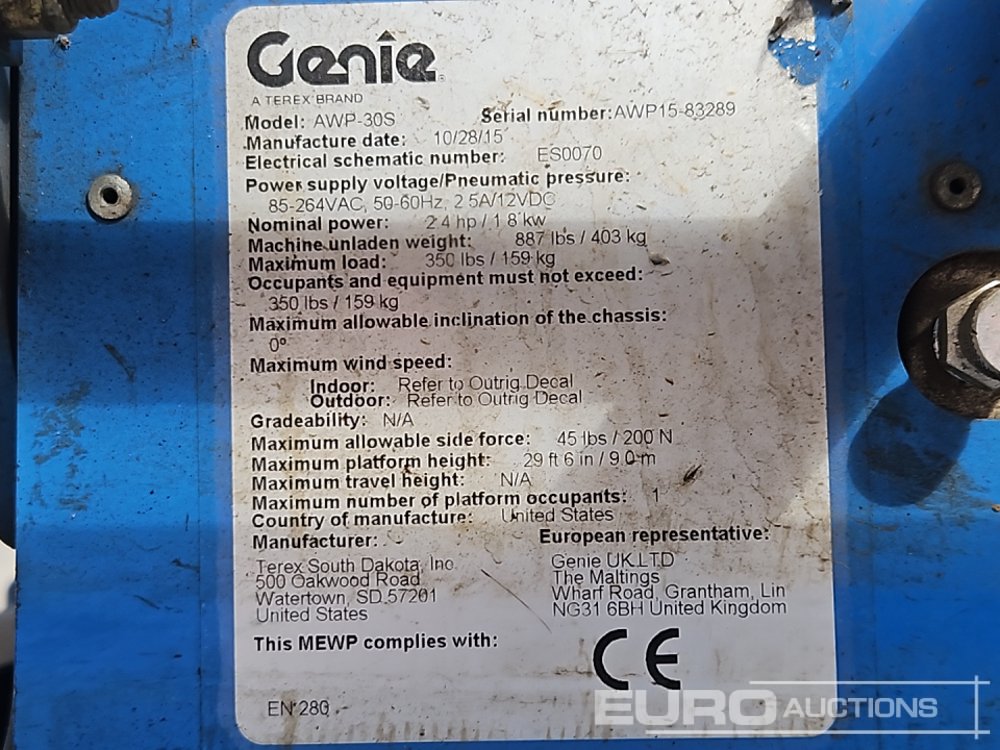 Genie
A TEREX BRAND
Model: AWP-30S Serial number: AWP15-83289
Manufacture date: 10/28/15
Electrical schematic number: ES0070
Power supply voltage/Pneumatic pressure:
85-264VAC, 50-60Hz, 2.5A/12VDC
Nominal power: 2.4 hp / 1.8 kw
Machine unladen weight: 887 lbs / 403 kg
Maximum load: 350 lbs / 159 kg
Occupants and equipment must not exceed:
350 lbs / 159 kg
Maximum allowable inclination of the chassis:
0°
Maximum wind speed:
Indoor: Refer to Outrig Decal
Outdoor: Refer to Outrig Decal
Gradeability: N/A
Maximum allowable side force: 45 lbs / 200 N
Maximum platform height: 29 ft 6 in / 9.0 m
Maximum travel height: N/A
Maximum number of platform occupants: 1
Country of manufacture: United States
Manufacturer: European representative:
Terex South Dakota, Inc. Genie UK LTD
500 Oakwood Road The Maltings
Watertown, SD 57201 Wharf Road, Grantham, Lin
United States NG31 6BH United Kingdom
This MEWP complies with: CE
EN 280
EURO AUCTIONS